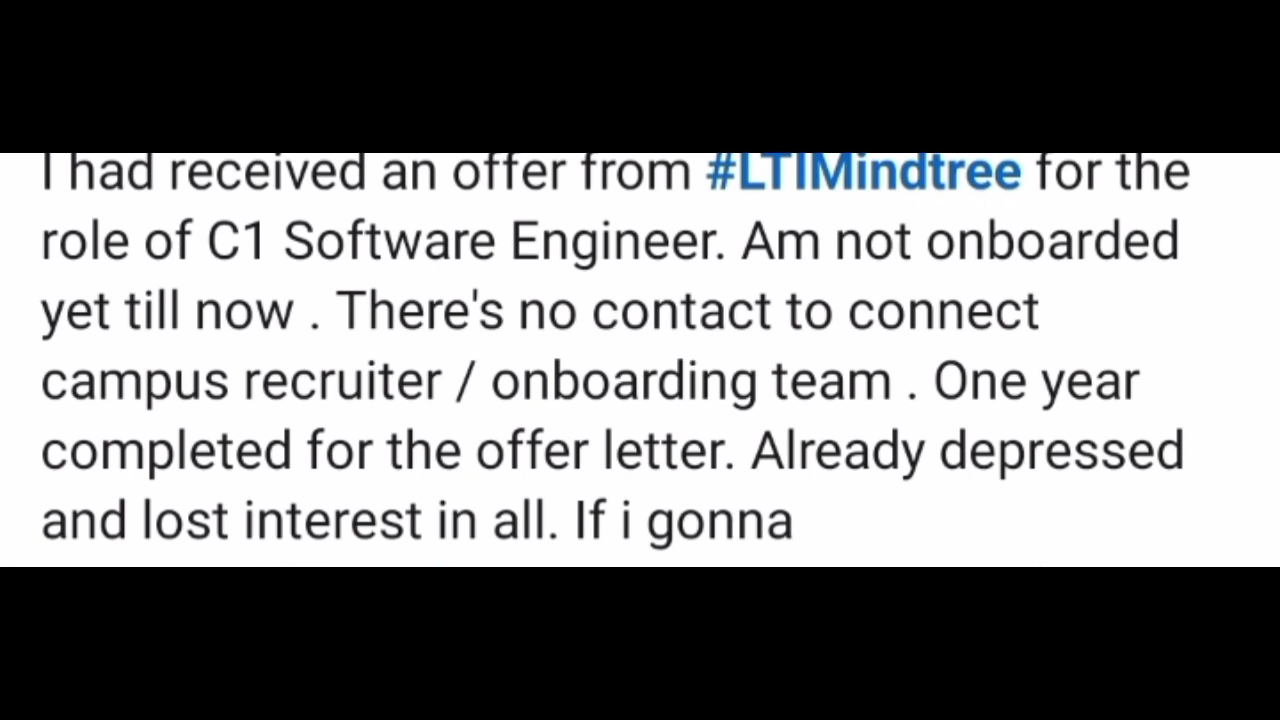 I had received an offer from #LTIMindtree for the
role of C1 Software Engineer. Am not onboarded
yet till now . There's no contact to connect
campus recruiter / onboarding team . One year
completed for the offer letter. Already depressed
and lost interest in all. If i gonna